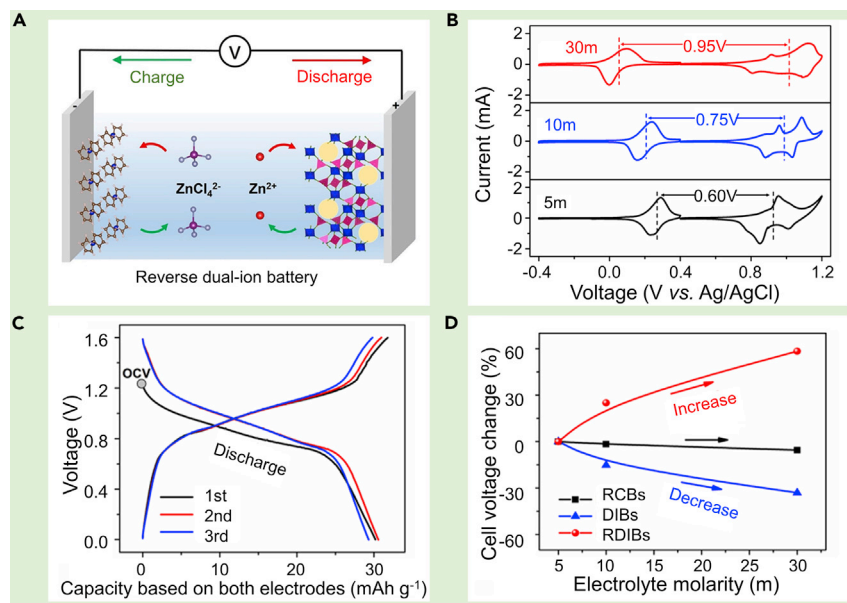 A
V
Charge
Discharge
-
+
ZnCl₄²⁻ Zn²⁺
Reverse dual-ion battery
B
Current (mA)
2
0
-2
2
0
-2
2
0
-2
30m
0.95V
10m
0.75V
5m
0.60V
-0.4 0.0 0.4 0.8 1.2
Voltage (V vs. Ag/AgCl)
C
Voltage (V)
1.6
1.2
0.8
0.4
0.0
OCV
Discharge
1st
2nd
3rd
0 10 20 30
Capacity based on both electrodes (mAh g⁻¹)
D
Cell voltage change (%)
60
30
0
-30
-60
Increase
Decrease
RCBs
DIBs
RDIBs
5 10 15 20 25 30
Electrolyte molarity (m)